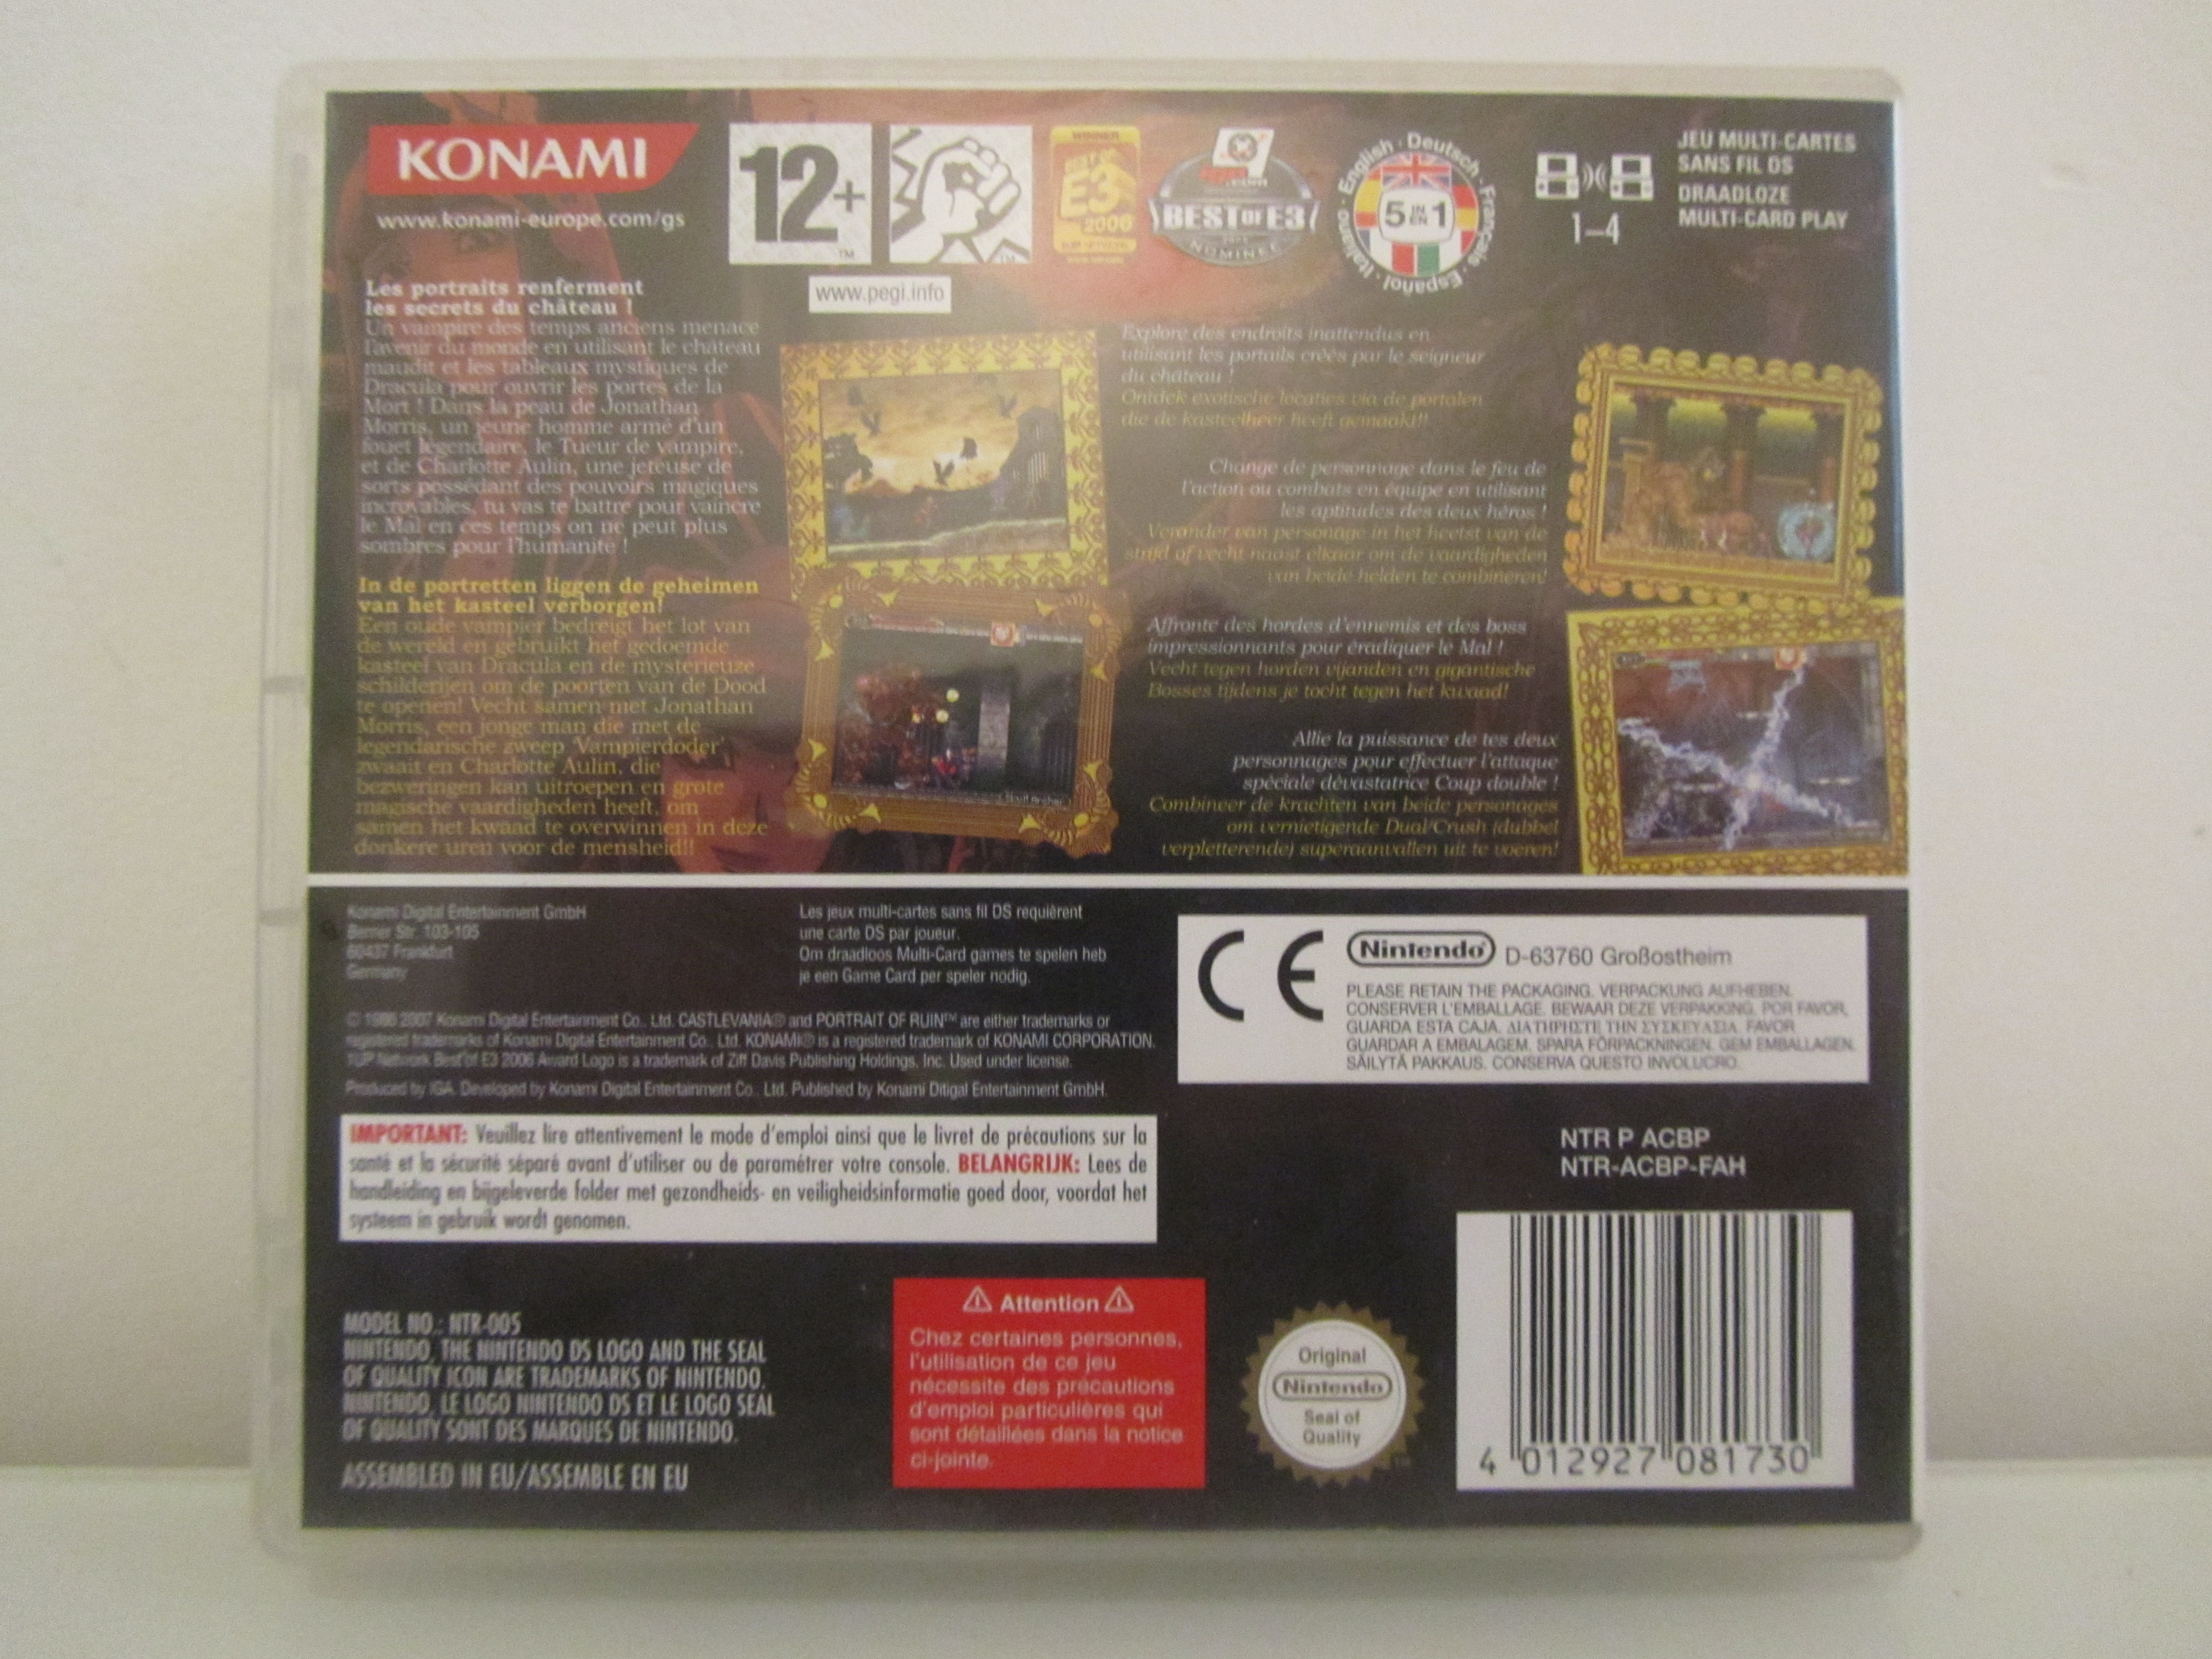 KONAMI
www.konami-europe.com/gs
12+
www.pegi.info
WINNER
BEST OF
E3
2006
BEST OF E3
NOMINEE
English · Deutsch · Français · Español · Italiano ·
5 IN EN 1
1–4
JEU MULTI-CARTES
SANS FIL DS
DRAADLOZE
MULTI-CARD PLAY
Les portraits renferment
les secrets du château !
Un vampire des temps anciens menace
l'avenir du monde en utilisant le château
maudit et les tableaux mystiques de
Dracula pour ouvrir les portes de la
Mort ! Dans la peau de Jonathan
Morris, un jeune homme armé d'un
fouet légendaire, le Tueur de vampire,
et de Charlotte Aulin, une jeteuse de
sorts possédant des pouvoirs magiques
incroyables, tu vas te battre pour vaincre
le Mal en ces temps on ne peut plus
sombres pour l'humanité !
In de portretten liggen de geheimen
van het kasteel verborgen!
Een oude vampier bedreigt het lot van
de wereld en gebruikt het gedoemde
kasteel van Dracula en de mysterieuze
schilderijen om de poorten van de Dood
te openen! Vecht samen met Jonathan
Morris, een jonge man die met de
legendarische zweep 'Vampierdoder'
zwaait en Charlotte Aulin, die
bezweringen kan uitroepen en grote
magische vaardigheden heeft, om
samen het kwaad te overwinnen in deze
donkere uren voor de mensheid!!
Explore des endroits inattendus en
utilisant les portails créés par le seigneur
du château !
Ontdek exotische locaties via de portalen
die de kasteelheer heeft gemaakt!!
Change de personnage dans le feu de
l'action ou combats en équipe en utilisant
les aptitudes des deux héros !
Verander van personage in het heetst van de
strijd of vecht naast elkaar om de vaardigheden
van beide helden te combineren!
Affronte des hordes d'ennemis et des boss
impressionnants pour éradiquer le Mal !
Vecht tegen horden vijanden en gigantische
Bosses tijdens je tocht tegen het kwaad!
Allie la puissance de tes deux
personnages pour effectuer l'attaque
spéciale dévastatrice Coup double !
Combineer de krachten van beide personages
om vernietigende Dual Crush (dubbel
verpletterende) superaanvallen uit te voeren!
Konami Digital Entertainment GmbH
Berner Str. 103-105
60437 Frankfurt
Germany
Les jeux multi-cartes sans fil DS requièrent
une carte DS par joueur.
Om draadloos Multi-Card games te spelen heb
je een Game Card per speler nodig.
© 1986 2007 Konami Digital Entertainment Co., Ltd. CASTLEVANIA® and PORTRAIT OF RUIN™ are either trademarks or
registered trademarks of Konami Digital Entertainment Co., Ltd. KONAMI® is a registered trademark of KONAMI CORPORATION.
1UP Network Best of E3 2006 Award Logo is a trademark of Ziff Davis Publishing Holdings, Inc. Used under license.
Produced by IGA. Developed by Konami Digital Entertainment Co., Ltd. Published by Konami Ditigal Entertainment GmbH.
CE
Nintendo D-63760 Großostheim
PLEASE RETAIN THE PACKAGING. VERPACKUNG AUFHEBEN.
CONSERVER L'EMBALLAGE. BEWAAR DEZE VERPAKKING. POR FAVOR,
GUARDA ESTA CAJA. ΔΙΑΤΗΡΗΣΤΕ ΤΗΝ ΣΥΣΚΕΥΑΣΙΑ. FAVOR
GUARDAR A EMBALAGEM. SPARA FÖRPACKNINGEN. GEM EMBALLAGEN.
SÄILYTÄ PAKKAUS. CONSERVA QUESTO INVOLUCRO.
IMPORTANT: Veuillez lire attentivement le mode d'emploi ainsi que le livret de précautions sur la
santé et la sécurité séparé avant d'utiliser ou de paramétrer votre console. BELANGRIJK: Lees de
handleiding en bijgeleverde folder met gezondheids- en veiligheidsinformatie goed door, voordat het
systeem in gebruik wordt genomen.
NTR P ACBP
NTR-ACBP-FAH
MODEL NO.: NTR-005
NINTENDO, THE NINTENDO DS LOGO AND THE SEAL
OF QUALITY ICON ARE TRADEMARKS OF NINTENDO.
NINTENDO, LE LOGO NINTENDO DS ET LE LOGO SEAL
OF QUALITY SONT DES MARQUES DE NINTENDO.
ASSEMBLED IN EU/ASSEMBLE EN EU
⚠ Attention ⚠
Chez certaines personnes,
l'utilisation de ce jeu
nécessite des précautions
d'emploi particulières qui
sont détaillées dans la notice
ci-jointe.
Original
Nintendo
Seal of
Quality
4 012927 081730